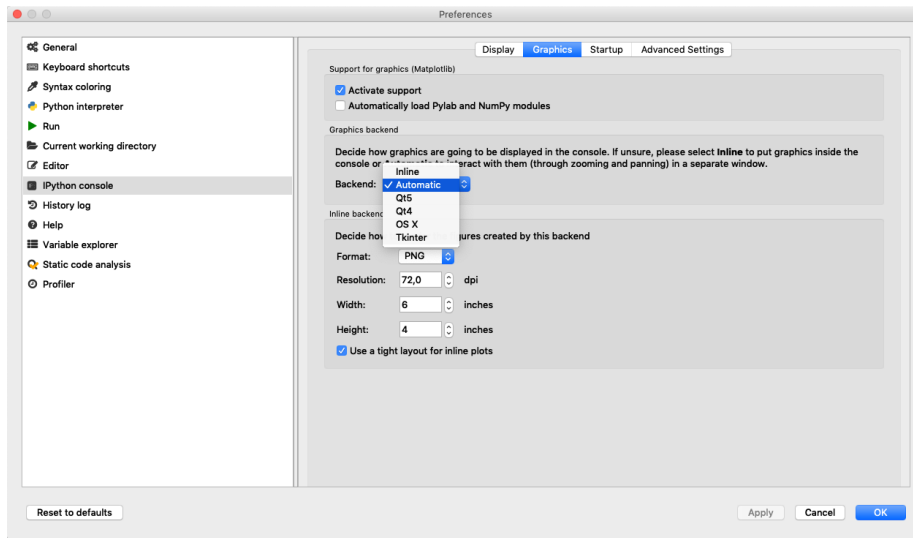 Preferences
General
Keyboard shortcuts
Syntax coloring
Python interpreter
Run
Current working directory
Editor
IPython console
History log
Help
Variable explorer
Static code analysis
Profiler
Display Graphics Startup Advanced Settings
Support for graphics (Matplotlib)
Activate support
Automatically load Pylab and NumPy modules
Graphics backend
Decide how graphics are going to be displayed in the console. If unsure, please select Inline to put graphics inside the
console or to interact with them (through zooming and panning) in a separate window.
Backend:
Inline
✓ Automatic
Qt5
Qt4
OS X
Tkinter
Inline backend
Decide how figures created by this backend
Format: PNG
Resolution: 72,0 dpi
Width: 6 inches
Height: 4 inches
Use a tight layout for inline plots
Reset to defaults
Apply Cancel OK